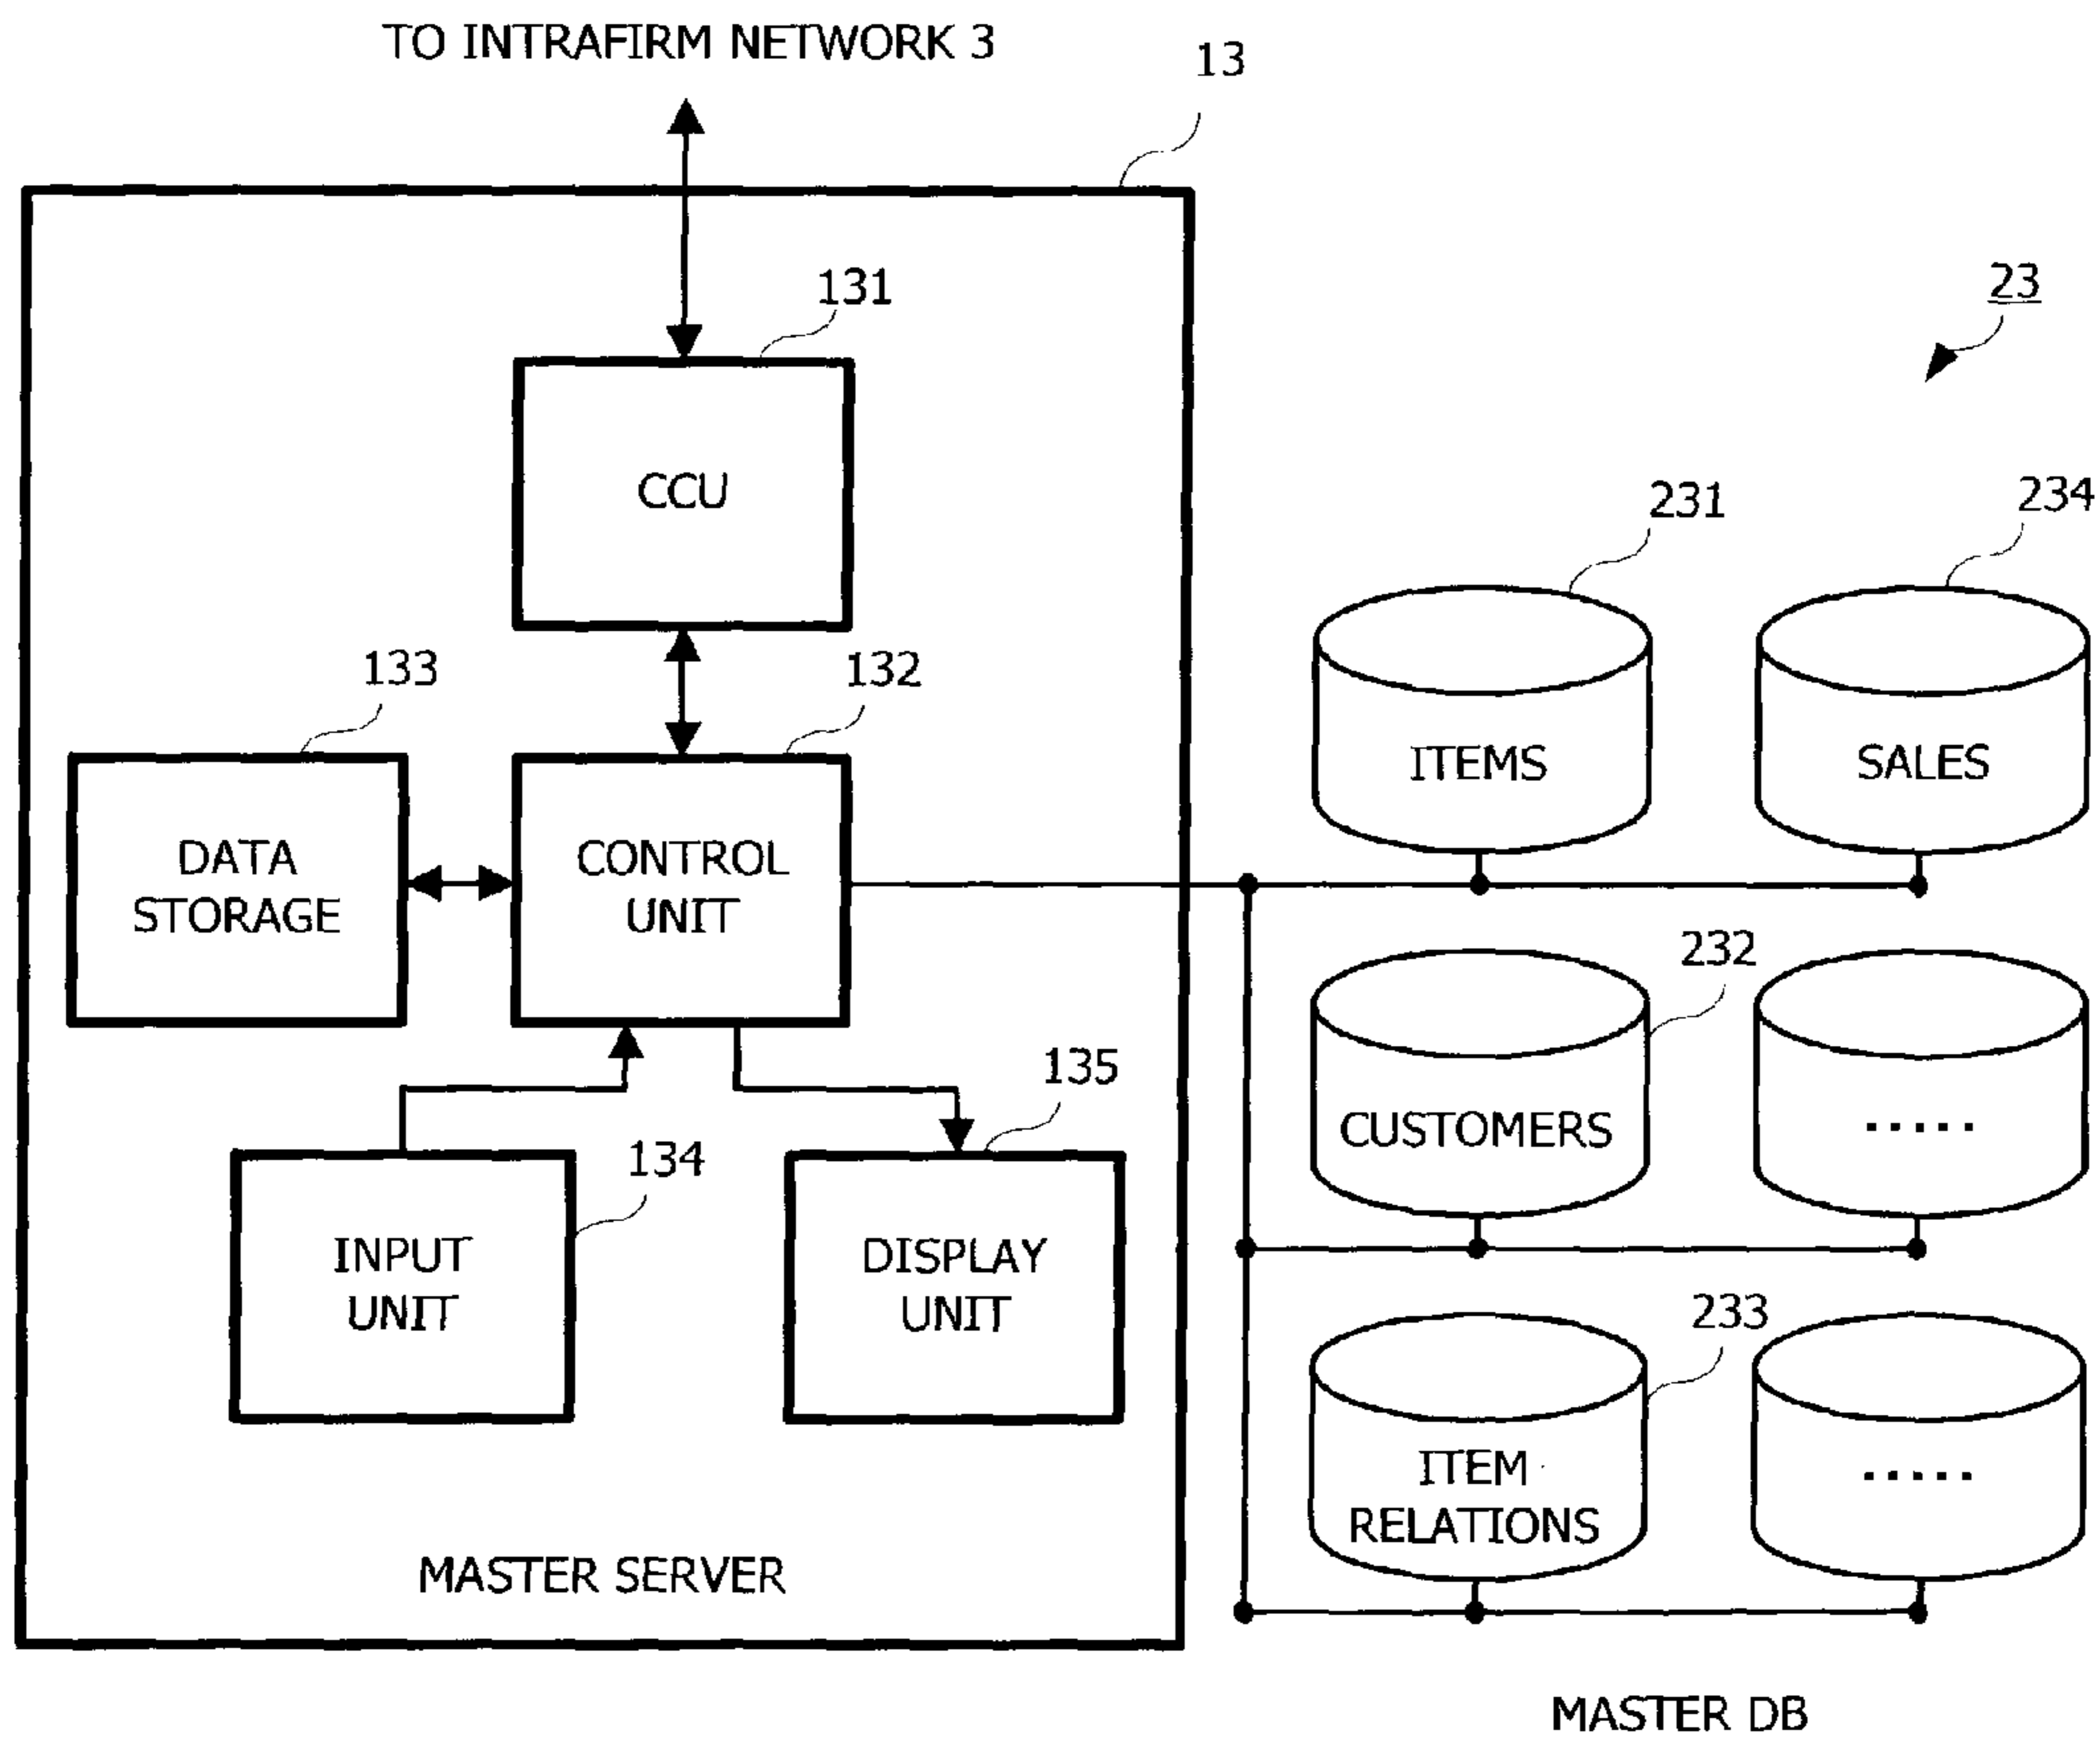 TO INTRAFIRM NETWORK 3
13
131
23
CCU
231
234
133
132
ITEMS
SALES
DATA
STORAGE
CONTROL
UNIT
232
135
CUSTOMERS
.....
134
INPUT
UNIT
DISPLAY
UNIT
233
ITEM
RELATIONS
.....
MASTER SERVER
MASTER DB